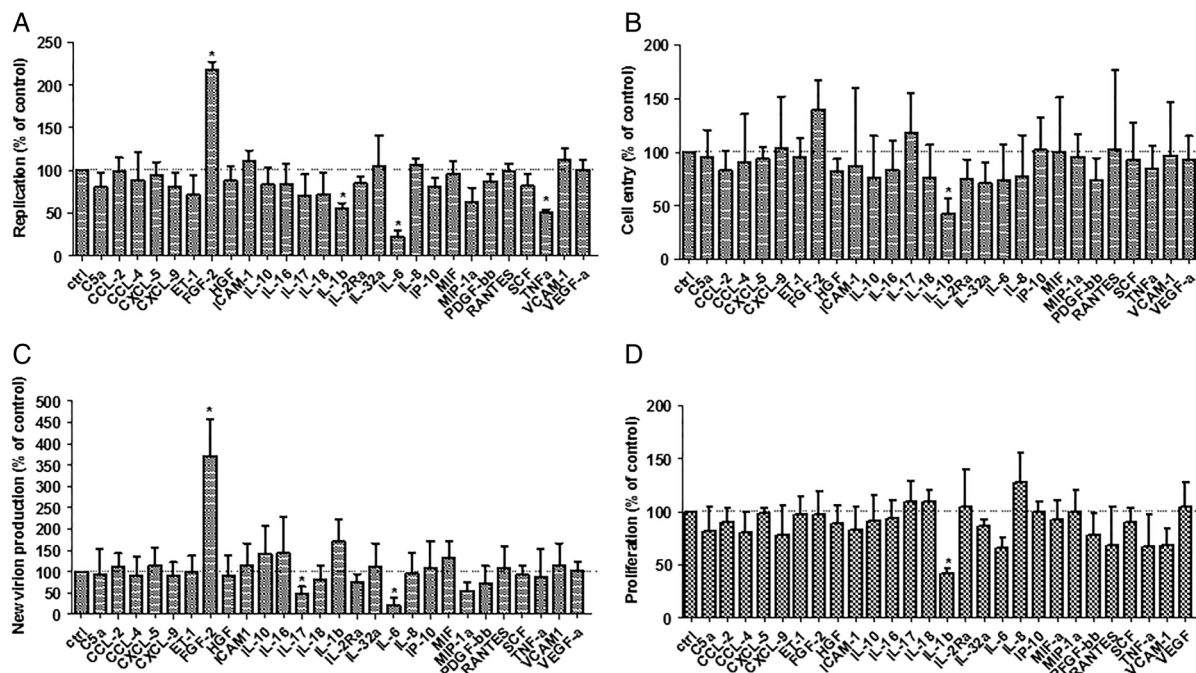 A
Replication (% of control)
250
200
150
100
50
0
*
*
*
*
ctrl
C5a
CCL-2
CCL-4
CXCL-5
CXCL-9
ET-1
FGF-2
HGF
ICAM-1
IL-10
IL-16
IL-17
IL-18
IL-1b
IL-2Ra
IL-32a
IL-6
IL-8
IP-10
MIF
MIP-1a
PDGF-bb
RANTES
SCF
TNFa
VCAM-1
VEGF-a
B
Cell entry (% of control)
200
150
100
50
0
*
ctrl
C5a
CCL-2
CCL-4
CXCL-5
CXCL-9
ET-1
FGF-2
HGF
ICAM-1
IL-10
IL-16
IL-17
IL-18
IL-1b
IL-2Ra
IL-32a
IL-6
IL-8
IP-10
MIF
MIP-1a
PDGF-bb
RANTES
SCF
TNFa
VCAM-1
VEGF-a
C
New virion production (% of control)
500
450
400
350
300
250
200
150
100
50
0
*
*
*
ctrl
C5a
CCL-2
CCL-4
CXCL-5
CXCL-9
ET-1
FGF-2
HGF
ICAM1
IL-10
IL-16
IL-17
IL-18
IL-1b
IL-2Ra
IL-32a
IL-6
IL-8
IP-10
MIF
MIP-1a
PDGF-bb
RANTES
SCF
TNF-a
VCAM-1
VEGF-a
D
Proliferation (% of control)
200
150
100
50
0
*
ctrl
C5a
CCL-2
CCL-4
CXCL-5
CXCL-9
ET-1
FGF-2
HGF
ICAM-1
IL-10
IL-16
IL-17
IL-18
IL-1b
IL-2Ra
IL-32a
IL-6
IL-8
IP-10
MIF-a
MIP-1a
RANTES
SCF
TNF-a
VCAM-1
VEGF